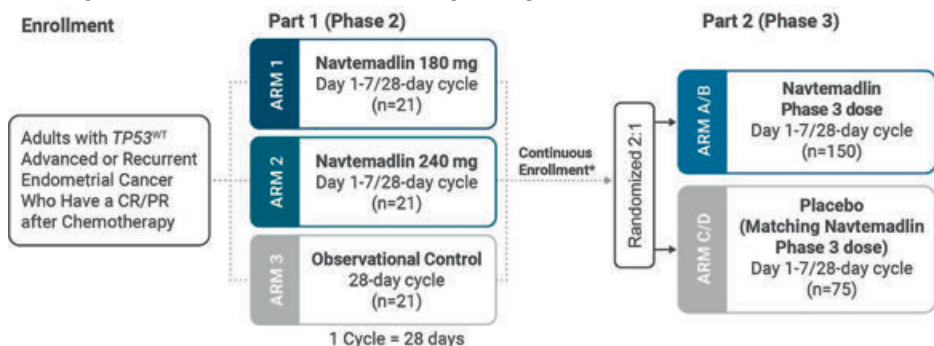 Enrollment
Part 1 (Phase 2)
Part 2 (Phase 3)
Adults with TP53WT
Advanced or Recurrent
Endometrial Cancer
Who Have a CR/PR
after Chemotherapy
ARM 1
Navtemadlin 180 mg
Day 1-7/28-day cycle
(n=21)
ARM 2
Navtemadlin 240 mg
Day 1-7/28-day cycle
(n=21)
ARM 3
Observational Control
28-day cycle
(n=21)
1 Cycle = 28 days
Continuous
Enrollment*
Randomized 2:1
ARM A/B
Navtemadlin
Phase 3 dose
Day 1-7/28-day cycle
(n=150)
ARM C/D
Placebo
(Matching Navtemadlin
Phase 3 dose)
Day 1-7/28-day cycle
(n=75)